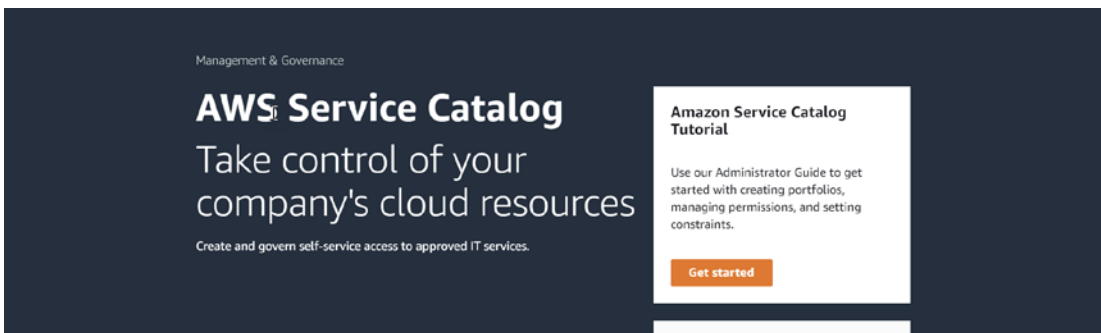 Management & Governance
AWS Service Catalog
Take control of your
company's cloud resources
Create and govern self-service access to approved IT services.
Amazon Service Catalog
Tutorial
Use our Administrator Guide to get
started with creating portfolios,
managing permissions, and setting
constraints.
Get started